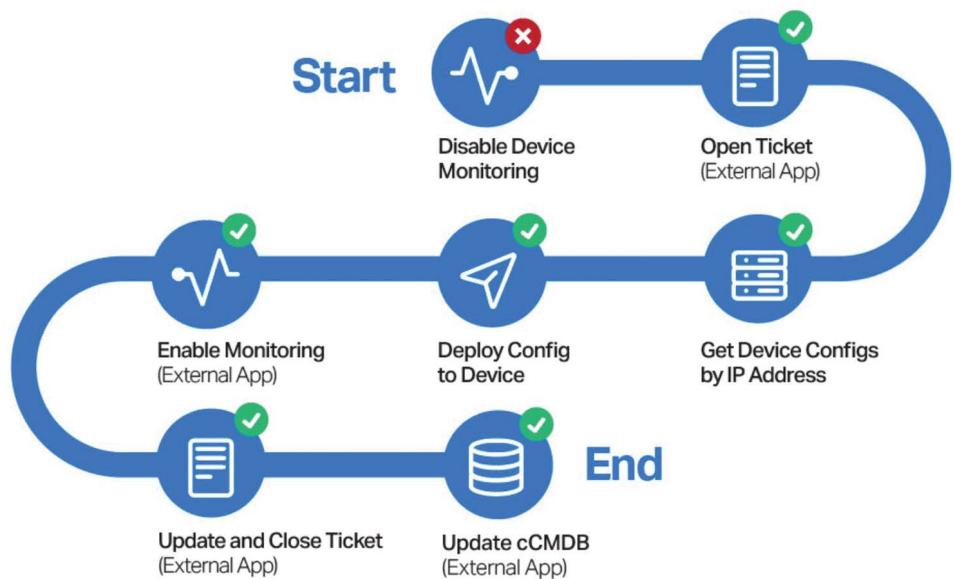 Start
Disable Device
Monitoring
Open Ticket
(External App)
Enable Monitoring
(External App)
Deploy Config
to Device
Get Device Configs
by IP Address
Update and Close Ticket
(External App)
Update cCMDB
(External App)
End